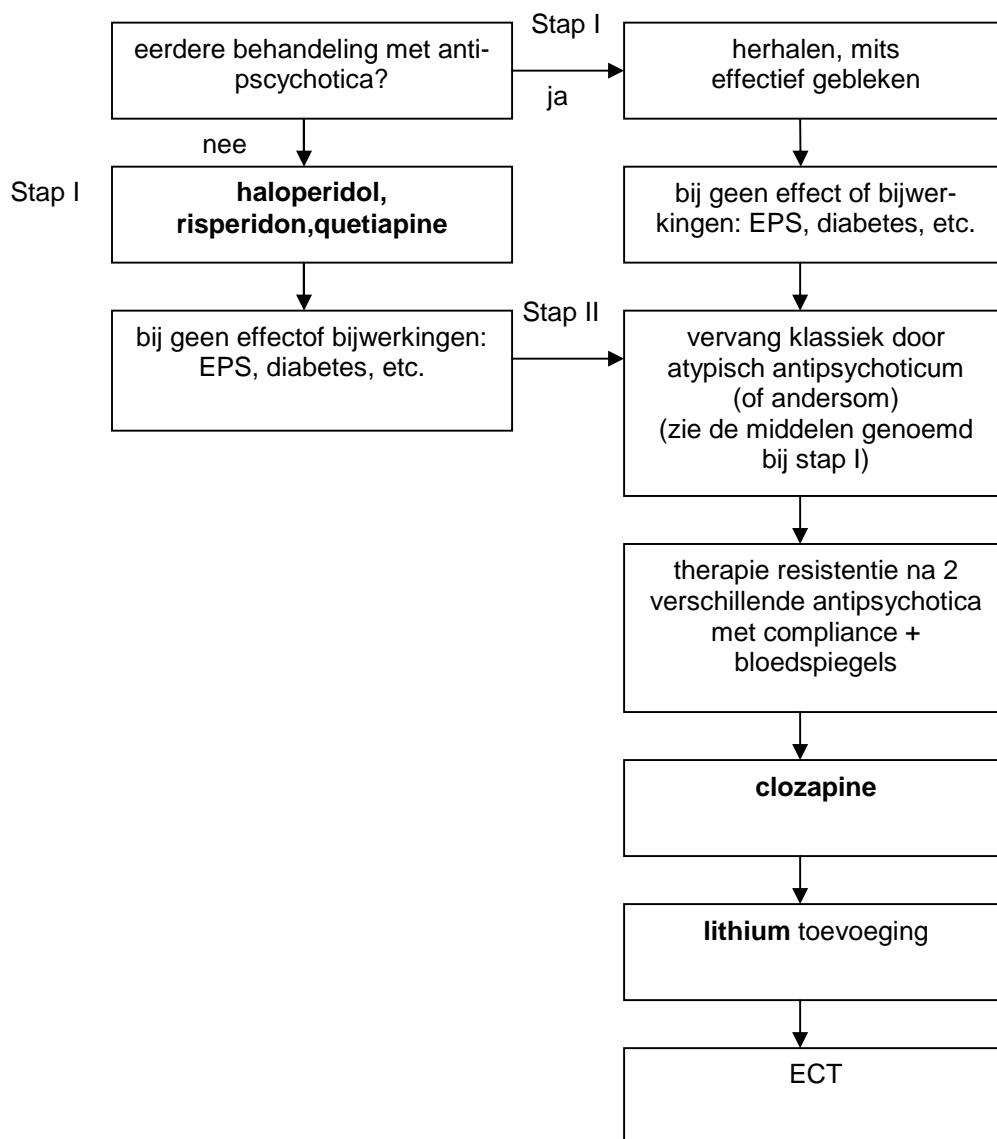 Stap I
eerdere behandeling met anti-
pscychotica?
herhalen, mits
effectief gebleken
ja
nee
Stap I
haloperidol,
risperidon,quetiapine
bij geen effect of bijwer-
kingen: EPS, diabetes, etc.
Stap II
bij geen effectof bijwerkingen:
EPS, diabetes, etc.
vervang klassiek door
atypisch antipsychoticum
(of andersom)
(zie de middelen genoemd
bij stap I)
therapie resistentie na 2
verschillende antipsychotica
met compliance +
bloedspiegels
clozapine
lithium toevoeging
ECT